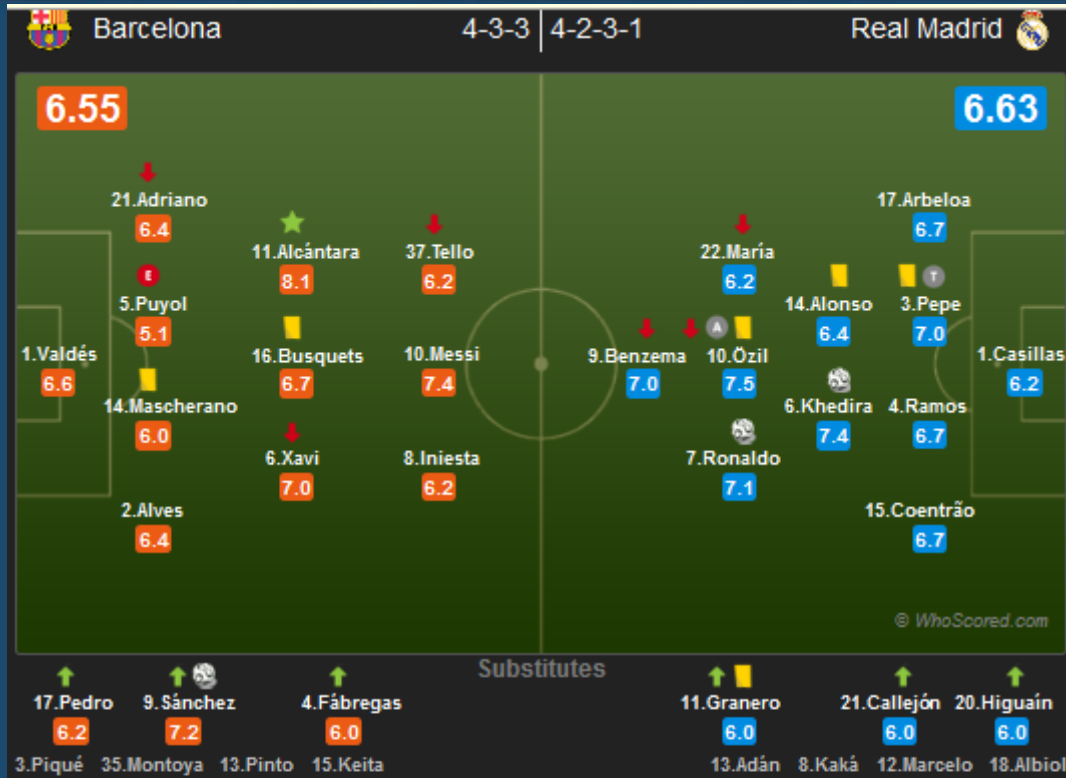 Barcelona 4-3-3 4-2-3-1 Real Madrid
6.55 6.63
21.Adriano
6.4
5.Puyol
5.1
1.Valdés
6.6
14.Mascherano
6.0
2.Alves
6.4
11.Alcántara
8.1
16.Busquets
6.7
6.Xavi
7.0
37.Tello
6.2
10.Messi
7.4
8.Iniesta
6.2
9.Benzema
7.0
22.María
6.2
A
10.Özil
7.5
7.Ronaldo
7.1
14.Alonso
6.4
6.Khedira
7.4
17.Arbeloa
6.7
T
3.Pepe
7.0
4.Ramos
6.7
15.Coentrão
6.7
1.Casillas
6.2
E
© WhoScored.com
Substitutes
17.Pedro 9.Sánchez 4.Fábregas 11.Granero 21.Callejón 20.Higuaín
6.2 7.2 6.0 6.0 6.0 6.0
3.Piqué 35.Montoya 13.Pinto 15.Keita 13.Adán 8.Kaká 12.Marcelo 18.Albiol